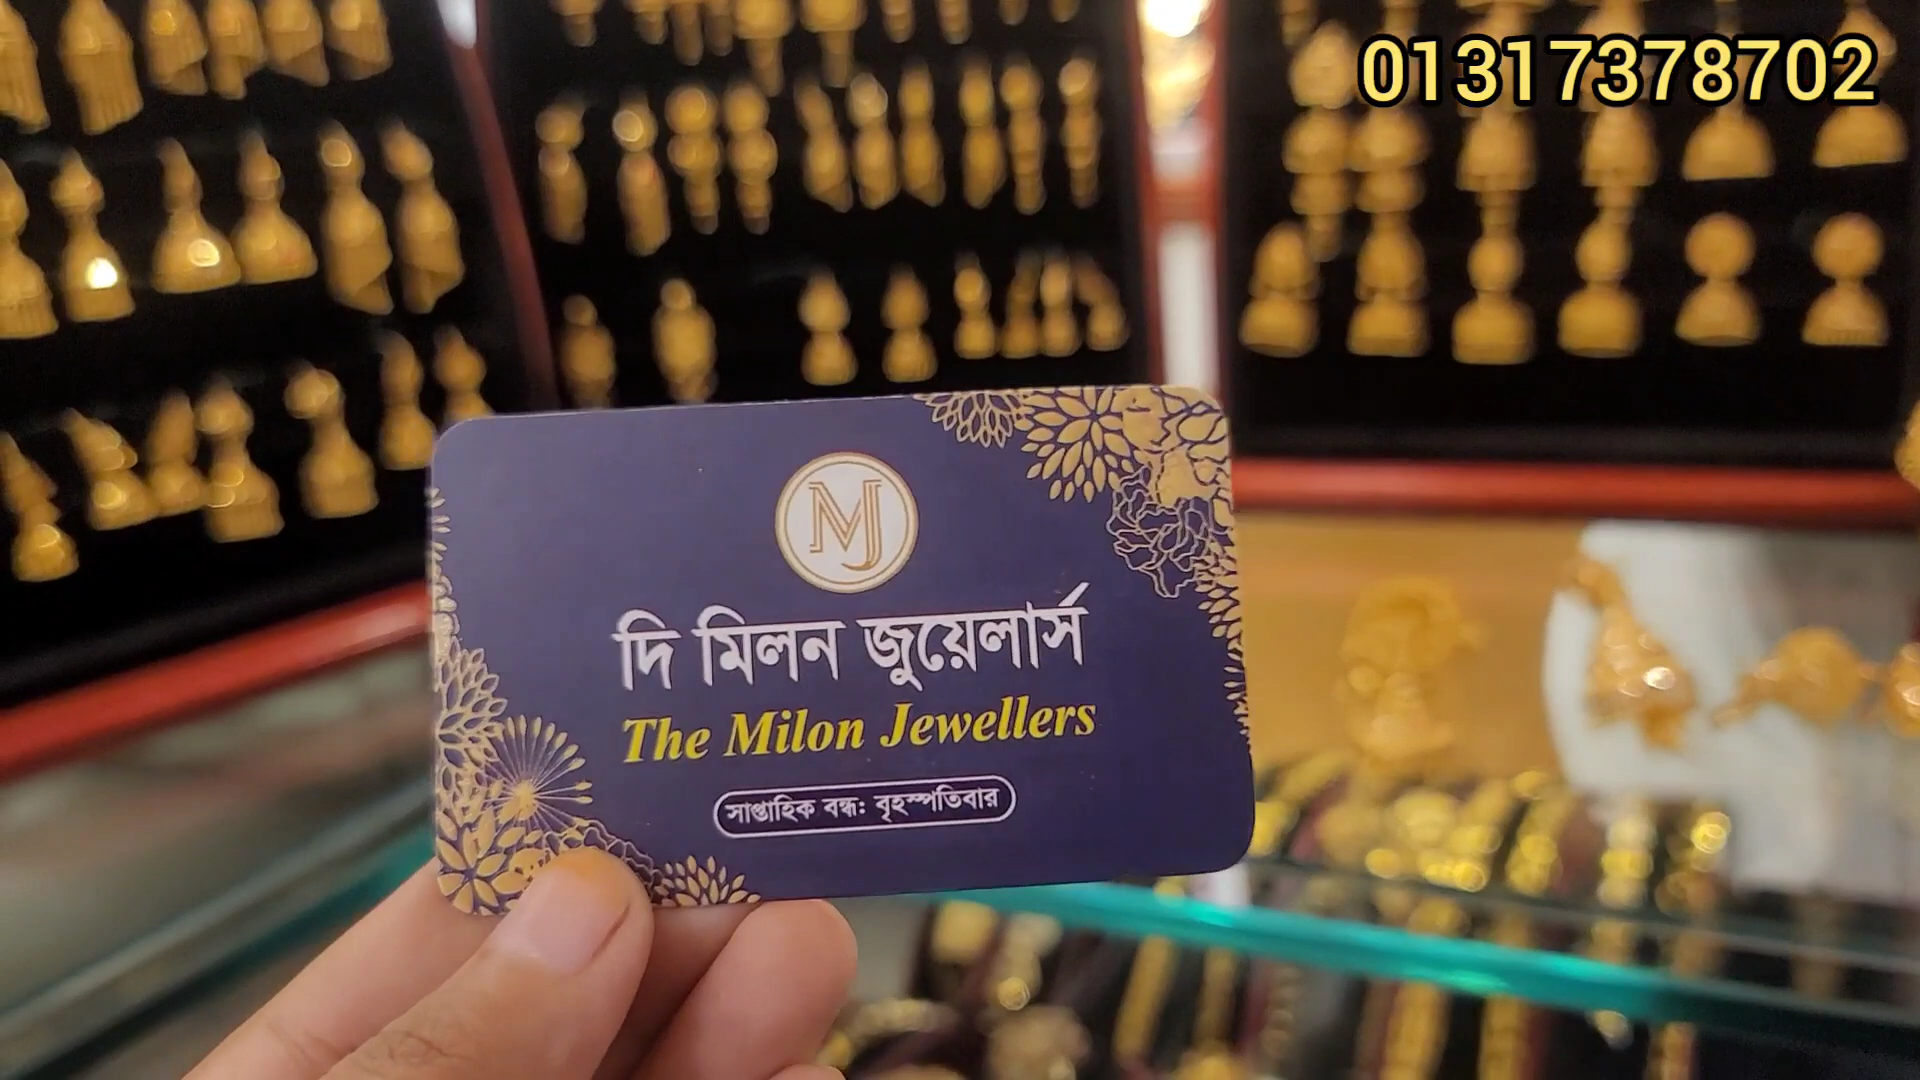 01317378702
MJ
দি মিলন জুয়েলার্স
The Milon Jewellers
সাপ্তাহিক বন্ধ: বৃহস্পতিবার